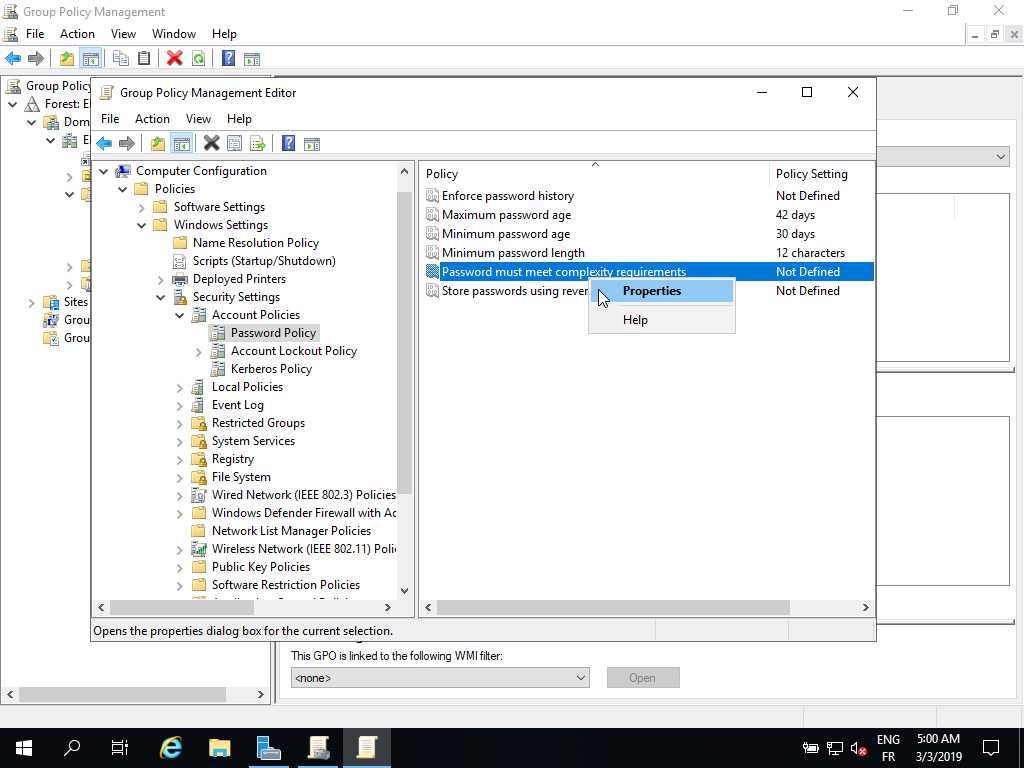 Group Policy Management
File Action View Window Help
Group Policy
Forest: E
Dom
E
Sites
Grou
Grou
Group Policy Management Editor
File Action View Help
Computer Configuration
Policies
Software Settings
Windows Settings
Name Resolution Policy
Scripts (Startup/Shutdown)
Deployed Printers
Security Settings
Account Policies
Password Policy
Account Lockout Policy
Kerberos Policy
Local Policies
Event Log
Restricted Groups
System Services
Registry
File System
Wired Network (IEEE 802.3) Policies
Windows Defender Firewall with Ad
Network List Manager Policies
Wireless Network (IEEE 802.11) Poli
Public Key Policies
Software Restriction Policies
Policy Policy Setting
Enforce password history Not Defined
Maximum password age 42 days
Minimum password age 30 days
Minimum password length 12 characters
Password must meet complexity requirements Not Defined
Store passwords using rever Not Defined
Properties
Help
Opens the properties dialog box for the current selection.
This GPO is linked to the following WMI filter:
<none> Open
ENG 5:00 AM
FR 3/3/2019